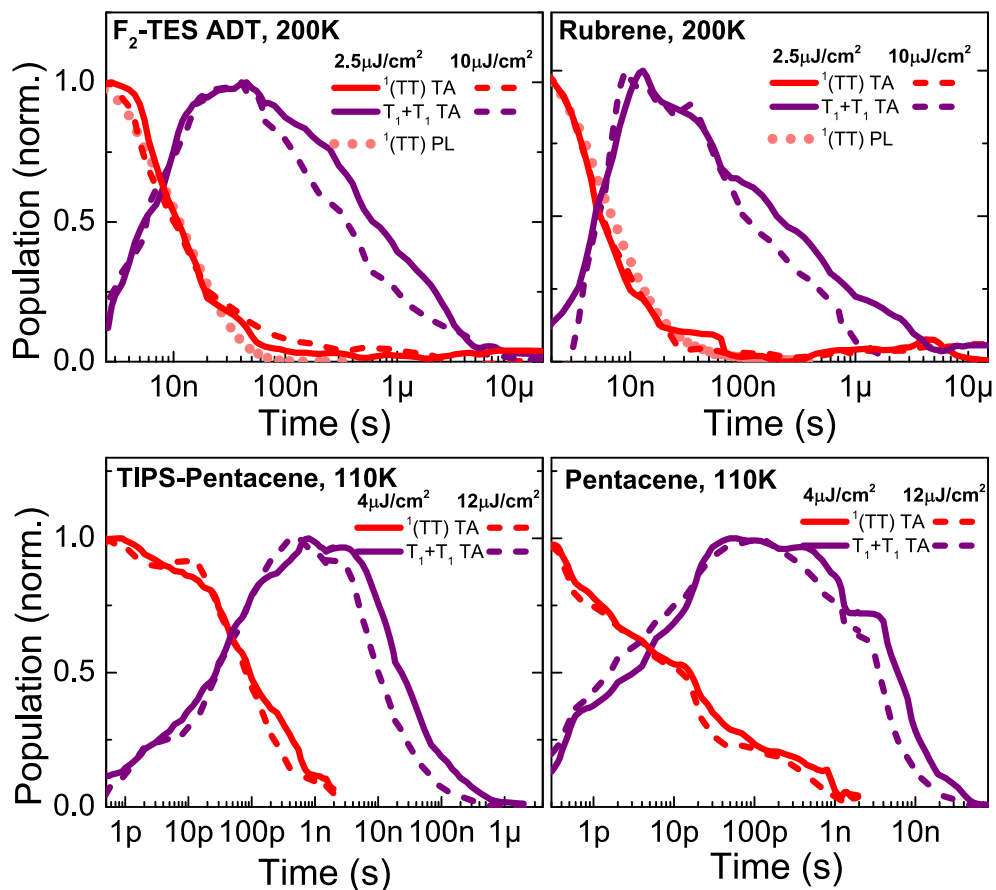 F₂-TES ADT, 200K
2.5μJ/cm² 10μJ/cm²
¹(TT) TA
T₁+T₁ TA
¹(TT) PL
Rubrene, 200K
2.5μJ/cm² 10μJ/cm²
¹(TT) TA
T₁+T₁ TA
¹(TT) PL
Population (norm.)
1.0
0.5
0.0
10n 100n 1μ 10μ
Time (s)
10n 100n 1μ 10μ
Time (s)
TIPS-Pentacene, 110K
4μJ/cm² 12μJ/cm²
¹(TT) TA
T₁+T₁ TA
Pentacene, 110K
4μJ/cm² 12μJ/cm²
¹(TT) TA
T₁+T₁ TA
Population (norm.)
1.0
0.5
0.0
1p 10p 100p 1n 10n 100n 1μ
Time (s)
1p 10p 100p 1n 10n
Time (s)